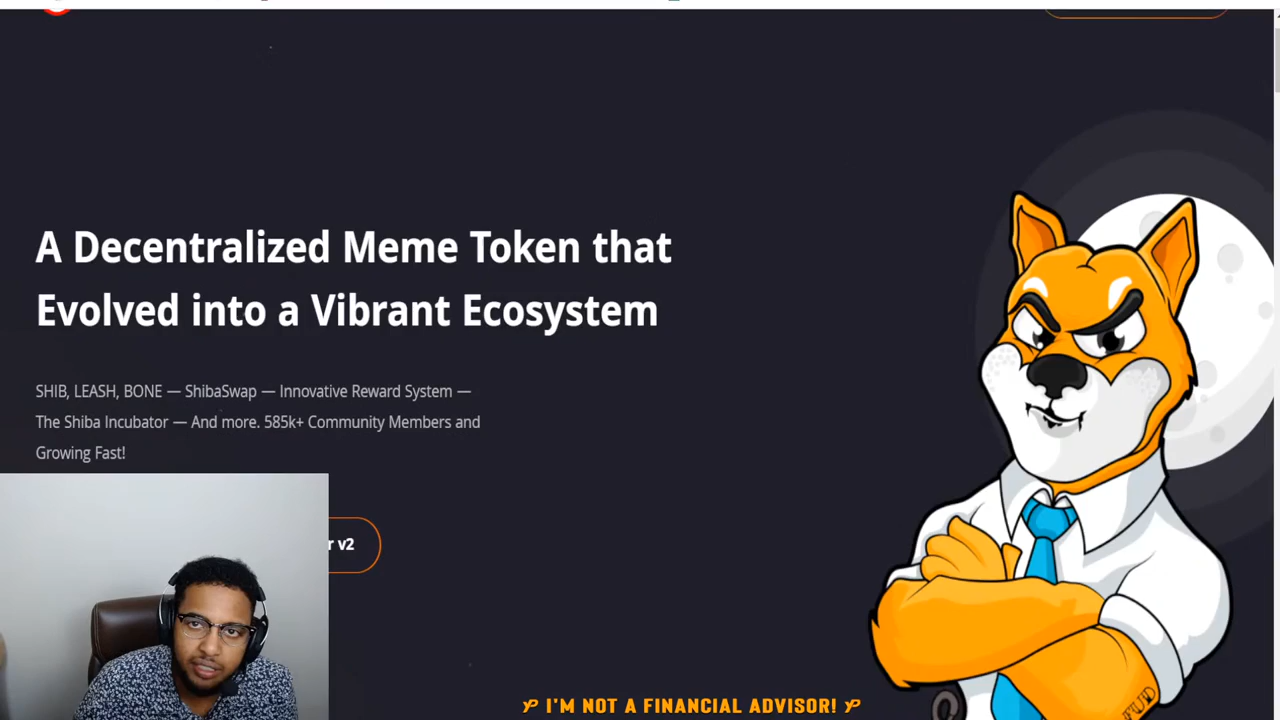 A Decentralized Meme Token that
Evolved into a Vibrant Ecosystem
SHIB, LEASH, BONE — ShibaSwap — Innovative Reward System —
The Shiba Incubator — And more. 585k+ Community Members and
Growing Fast!
r v2
I'M NOT A FINANCIAL ADVISOR!
FUD